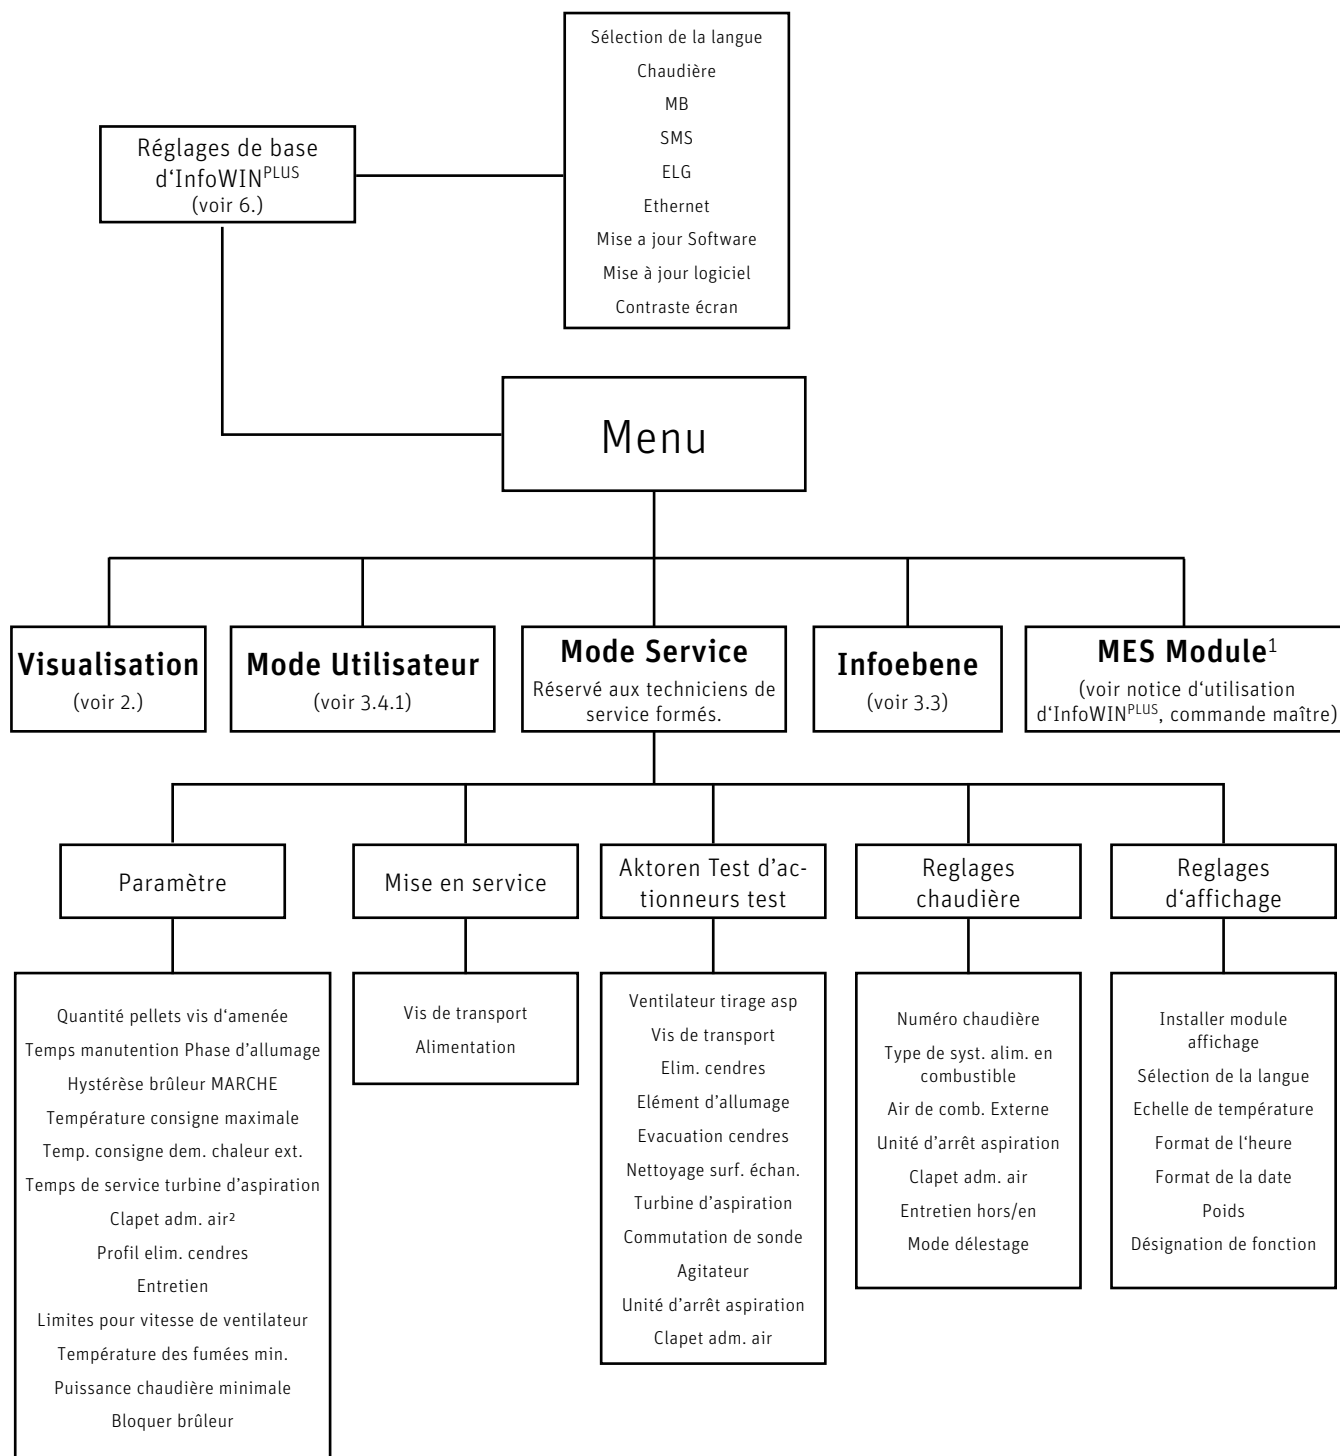 Sélection de la langue
Chaudière
MB
SMS
ELG
Ethernet
Mise a jour Software
Mise à jour logiciel
Contraste écran
Réglages de base
d‘InfoWINPLUS
(voir 6.)
Menu
Visualisation
(voir 2.)
Mode Utilisateur
(voir 3.4.1)
Mode Service
Réservé aux techniciens de
service formés.
Infoebene
(voir 3.3)
MES Module1
(voir notice d‘utilisation
d‘InfoWINPLUS, commande maître)
Paramètre
Mise en service
Aktoren Test d’ac-
tionneurs test
Reglages
chaudière
Reglages
d‘affichage
Quantité pellets vis d‘amenée
Temps manutention Phase d’allumage
Hystérèse brûleur MARCHE
Température consigne maximale
Temp. consigne dem. chaleur ext.
Temps de service turbine d’aspiration
Clapet adm. air²
Profil elim. cendres
Entretien
Limites pour vitesse de ventilateur
Température des fumées min.
Puissance chaudière minimale
Bloquer brûleur
Vis de transport
Alimentation
Ventilateur tirage asp
Vis de transport
Elim. cendres
Elément d’allumage
Evacuation cendres
Nettoyage surf. échan.
Turbine d’aspiration
Commutation de sonde
Agitateur
Unité d’arrêt aspiration
Clapet adm. air
Numéro chaudière
Type de syst. alim. en
combustible
Air de comb. Externe
Unité d’arrêt aspiration
Clapet adm. air
Entretien hors/en
Mode délestage
Installer module
affichage
Sélection de la langue
Echelle de température
Format de l‘heure
Format de la date
Poids
Désignation de fonction